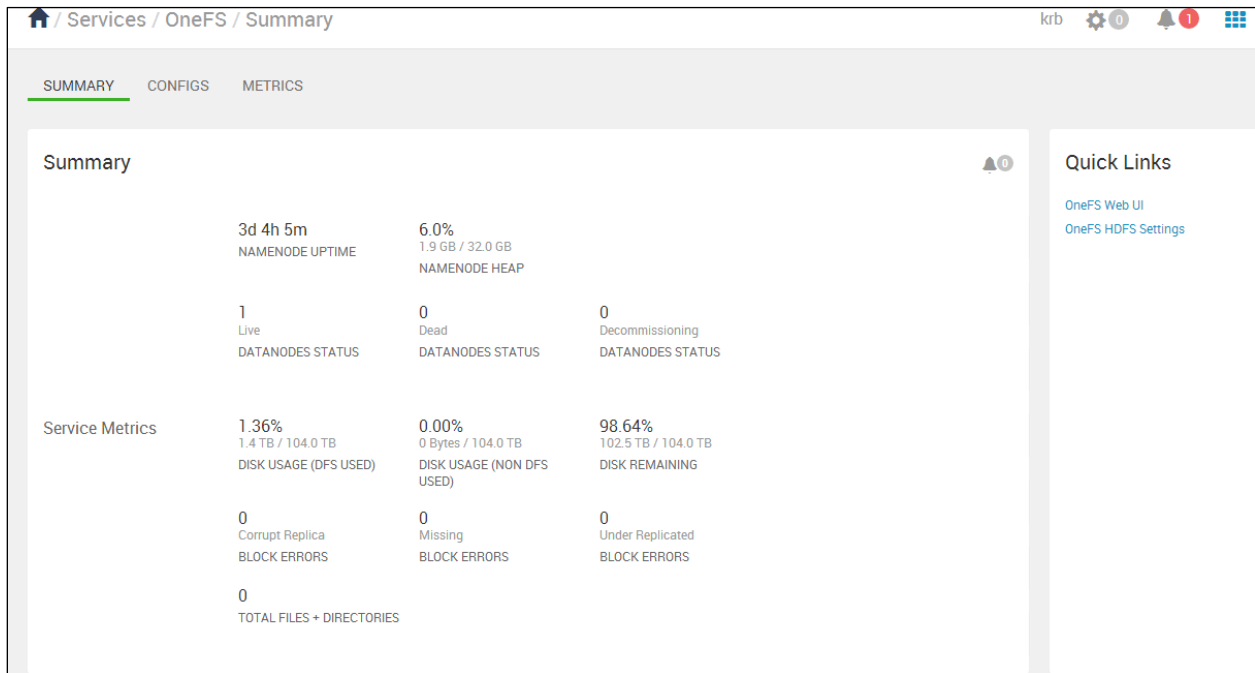 / Services / OneFS / Summary
krb 0 1
SUMMARY CONFIGS METRICS
Summary
0
3d 4h 5m
NAMENODE UPTIME
6.0%
1.9 GB / 32.0 GB
NAMENODE HEAP
1
Live
DATANODES STATUS
0
Dead
DATANODES STATUS
0
Decommissioning
DATANODES STATUS
Service Metrics
1.36%
1.4 TB / 104.0 TB
DISK USAGE (DFS USED)
0.00%
0 Bytes / 104.0 TB
DISK USAGE (NON DFS
USED)
98.64%
102.5 TB / 104.0 TB
DISK REMAINING
0
Corrupt Replica
BLOCK ERRORS
0
Missing
BLOCK ERRORS
0
Under Replicated
BLOCK ERRORS
0
TOTAL FILES + DIRECTORIES
Quick Links
OneFS Web UI
OneFS HDFS Settings